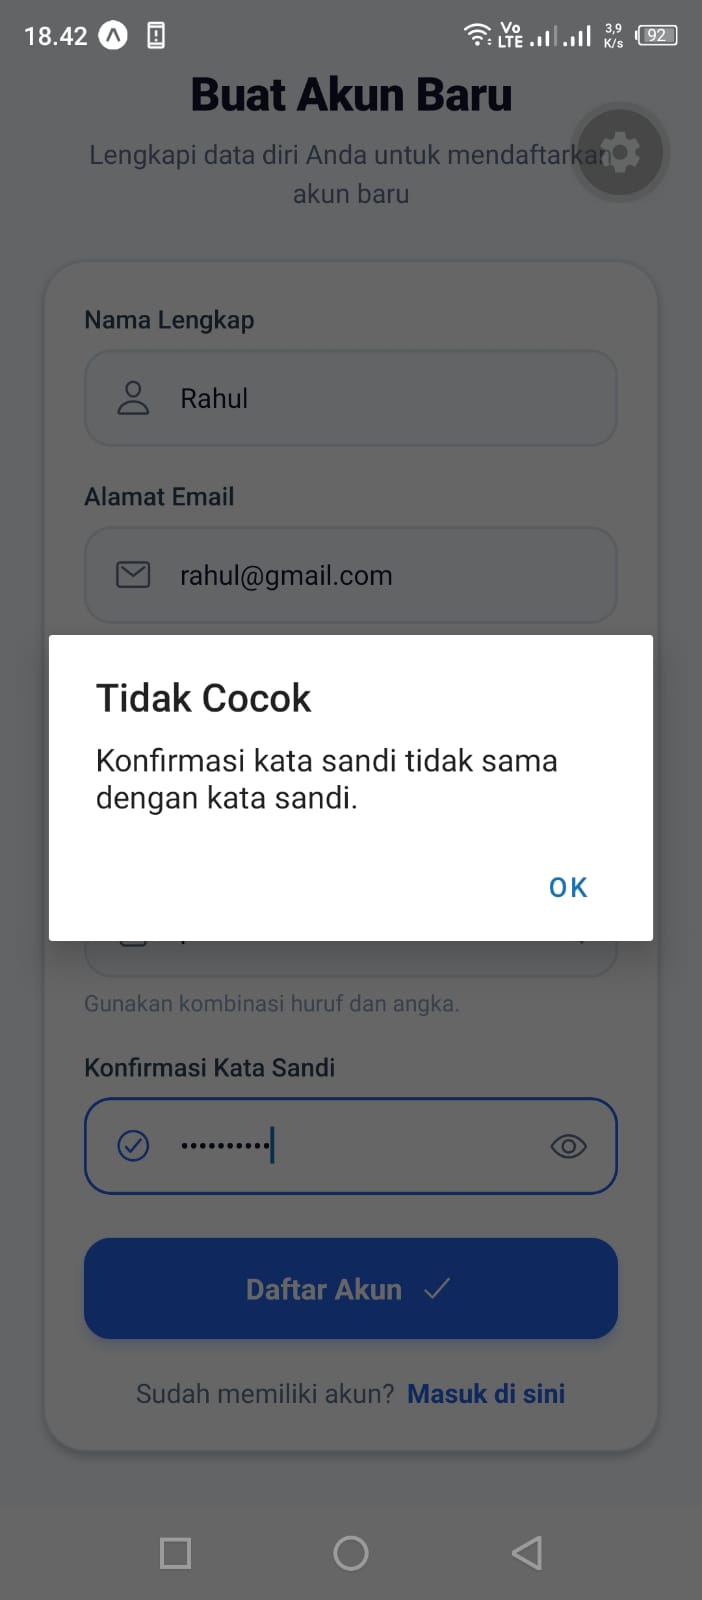 18.42
Vo
LTE
3,9
K/s
92
Buat Akun Baru
Lengkapi data diri Anda untuk mendaftarkan
akun baru
Nama Lengkap
Rahul
Alamat Email
rahul@gmail.com
Tidak Cocok
Konfirmasi kata sandi tidak sama
dengan kata sandi.
OK
Gunakan kombinasi huruf dan angka.
Konfirmasi Kata Sandi
••••••••••
Daftar Akun
Sudah memiliki akun? Masuk di sini